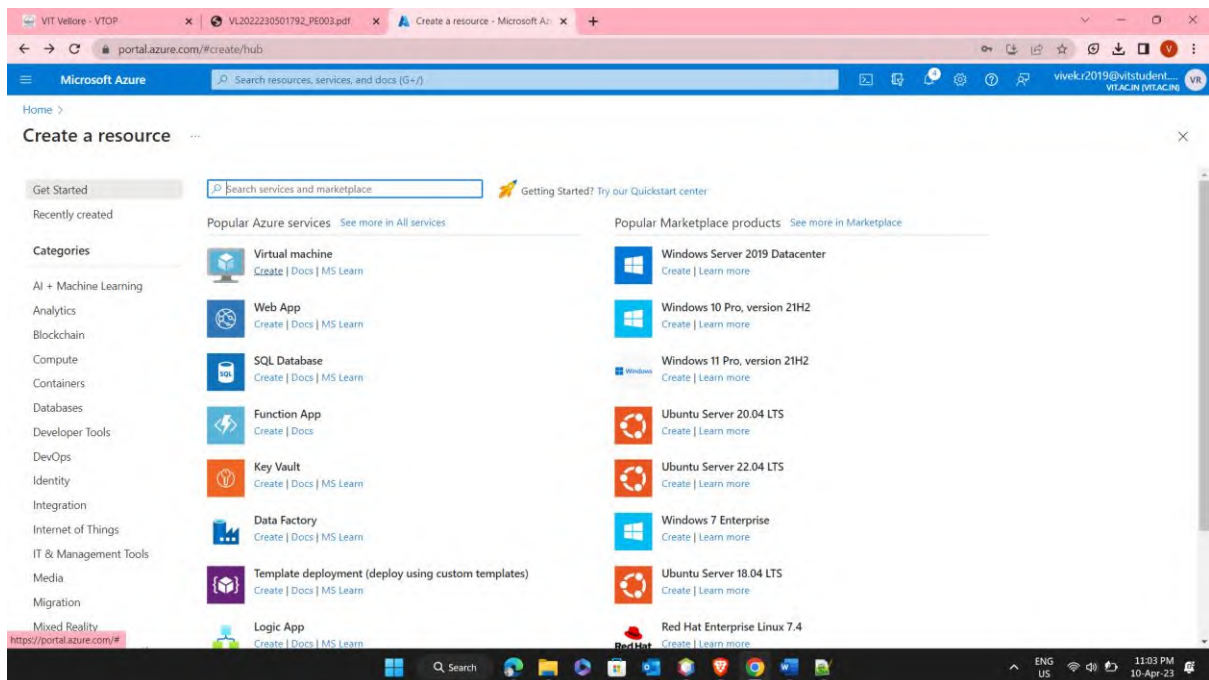 VIT Vellore - VTOP
VL2022230501792_PE003.pdf
Create a resource - Microsoft Az
portal.azure.com/#create/hub
V
Microsoft Azure
Search resources, services, and docs (G+/)
4
vivek.r2019@vitstudent....
VIT.AC.IN (VIT.AC.IN)
VR
Home >
Create a resource ...
Get Started
Recently created
Categories
AI + Machine Learning
Analytics
Blockchain
Compute
Containers
Databases
Developer Tools
DevOps
Identity
Integration
Internet of Things
IT & Management Tools
Media
Migration
Mixed Reality
https://portal.azure.com/#
Search services and marketplace
Getting Started? Try our Quickstart center
Popular Azure services See more in All services
Virtual machine
Create | Docs | MS Learn
Web App
Create | Docs | MS Learn
SQL
SQL Database
Create | Docs | MS Learn
Function App
Create | Docs
Key Vault
Create | Docs | MS Learn
Data Factory
Create | Docs | MS Learn
Template deployment (deploy using custom templates)
Create | Docs | MS Learn
Logic App
Create | Docs | MS Learn
Popular Marketplace products See more in Marketplace
Windows Server 2019 Datacenter
Create | Learn more
Windows 10 Pro, version 21H2
Create | Learn more
Windows
Windows 11 Pro, version 21H2
Create | Learn more
Ubuntu Server 20.04 LTS
Create | Learn more
Ubuntu Server 22.04 LTS
Create | Learn more
Windows 7 Enterprise
Create | Learn more
Ubuntu Server 18.04 LTS
Create | Learn more
Red Hat
Red Hat Enterprise Linux 7.4
Create | Learn more
Search
ENG
US
11:03 PM
10-Apr-23